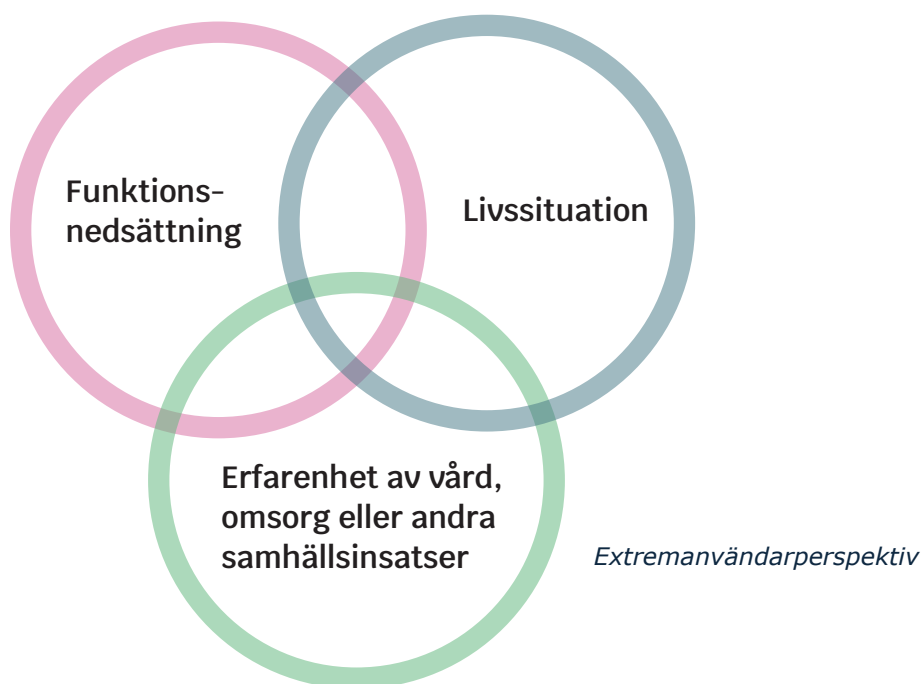 Funktions-
nedsättning
Livssituation
Erfarenhet av vård,
omsorg eller andra
samhällsinsatser
Extremanvändarperspektiv